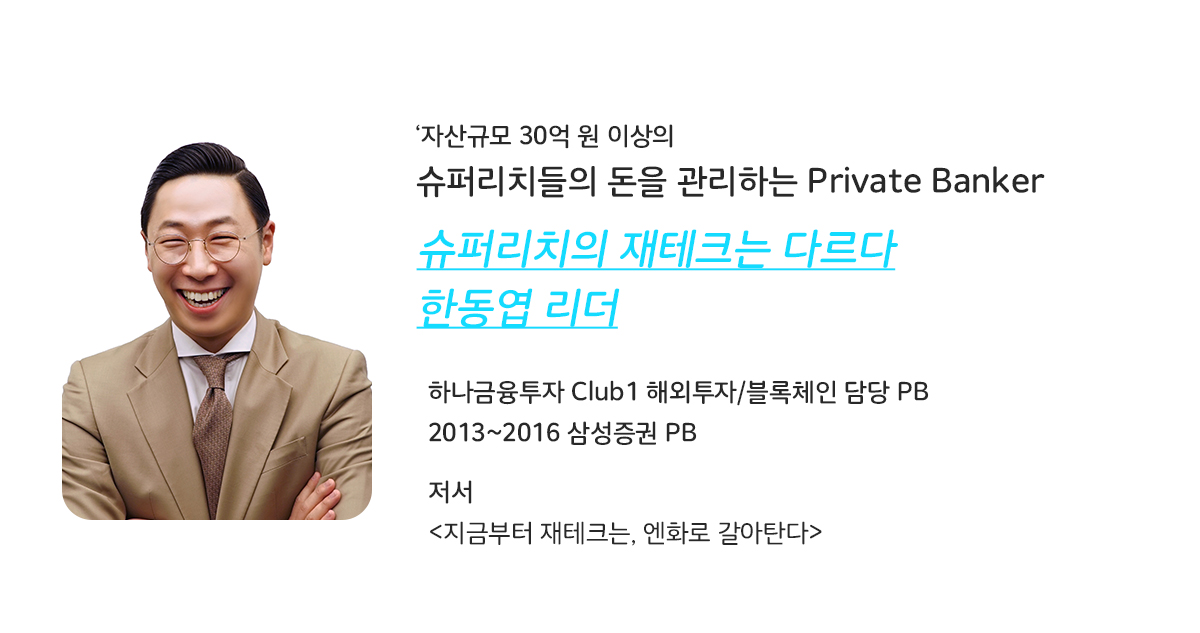 ‘자산규모 30억 원 이상의
슈퍼리치들의 돈을 관리하는 Private Banker
슈퍼리치의 재테크는 다르다
한동엽 리더
하나금융투자 Club1 해외투자/블록체인 담당 PB
2013~2016 삼성증권 PB
저서
<지금부터 재테크는, 엔화로 갈아탄다>